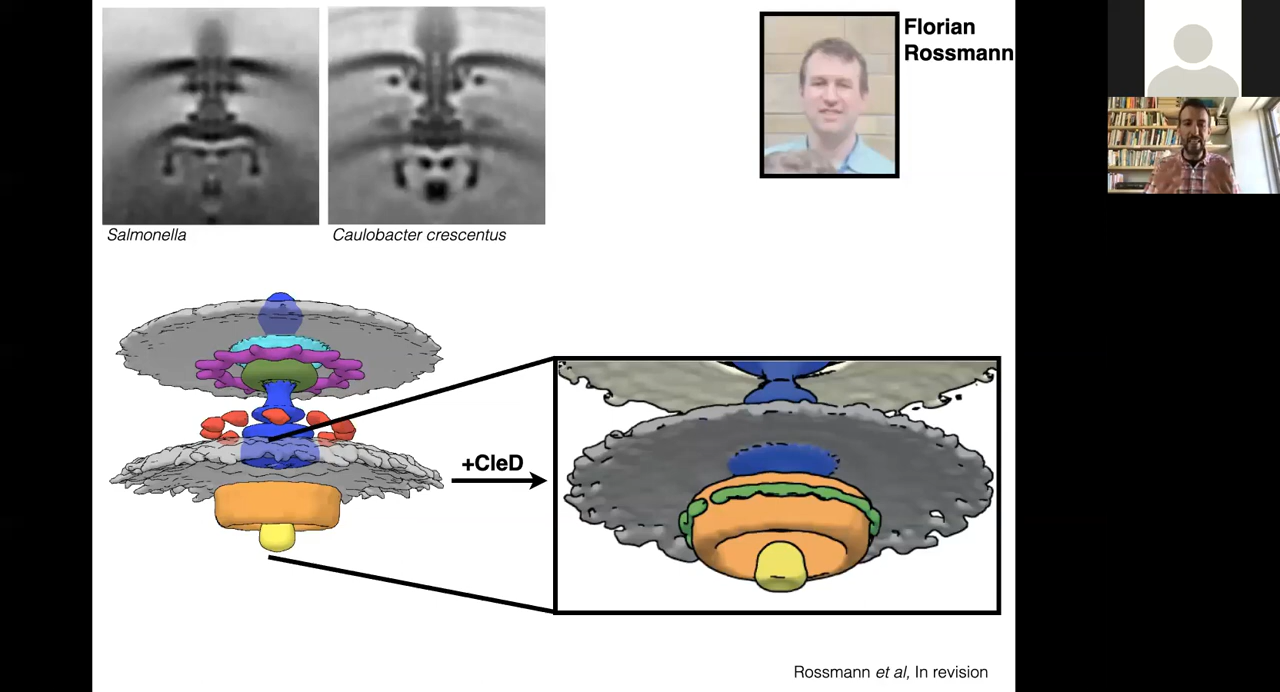 Florian
Rossmann
Salmonella
Caulobacter crescentus
+CleD
Rossmann et al, In revision